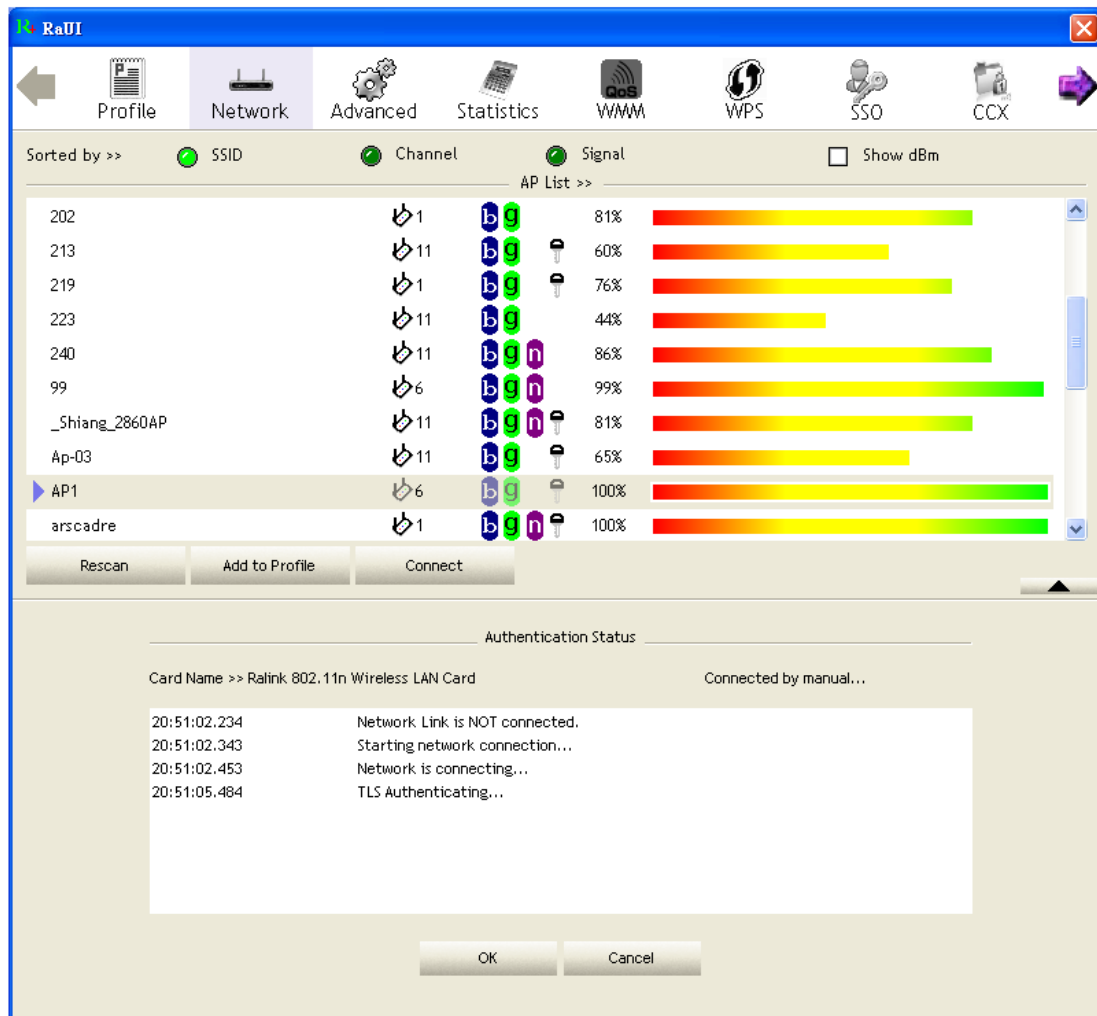 RaUI
Profile Network Advanced Statistics WMM QoS WPS SSO CCX
Sorted by >> SSID Channel Signal Show dBm
AP List >>
202 1 b g 81%
213 11 b g 60%
219 1 b g 76%
223 11 b g 44%
240 11 b g n 86%
99 6 b g n 99%
_Shiang_2860AP 11 b g n 81%
Ap-03 11 b g 65%
AP1 6 b g 100%
arscadre 1 b g n 100%
Rescan Add to Profile Connect
Authentication Status
Card Name >> Ralink 802.11n Wireless LAN Card Connected by manual...
20:51:02.234 Network Link is NOT connected.
20:51:02.343 Starting network connection...
20:51:02.453 Network is connecting...
20:51:05.484 TLS Authenticating...
OK Cancel